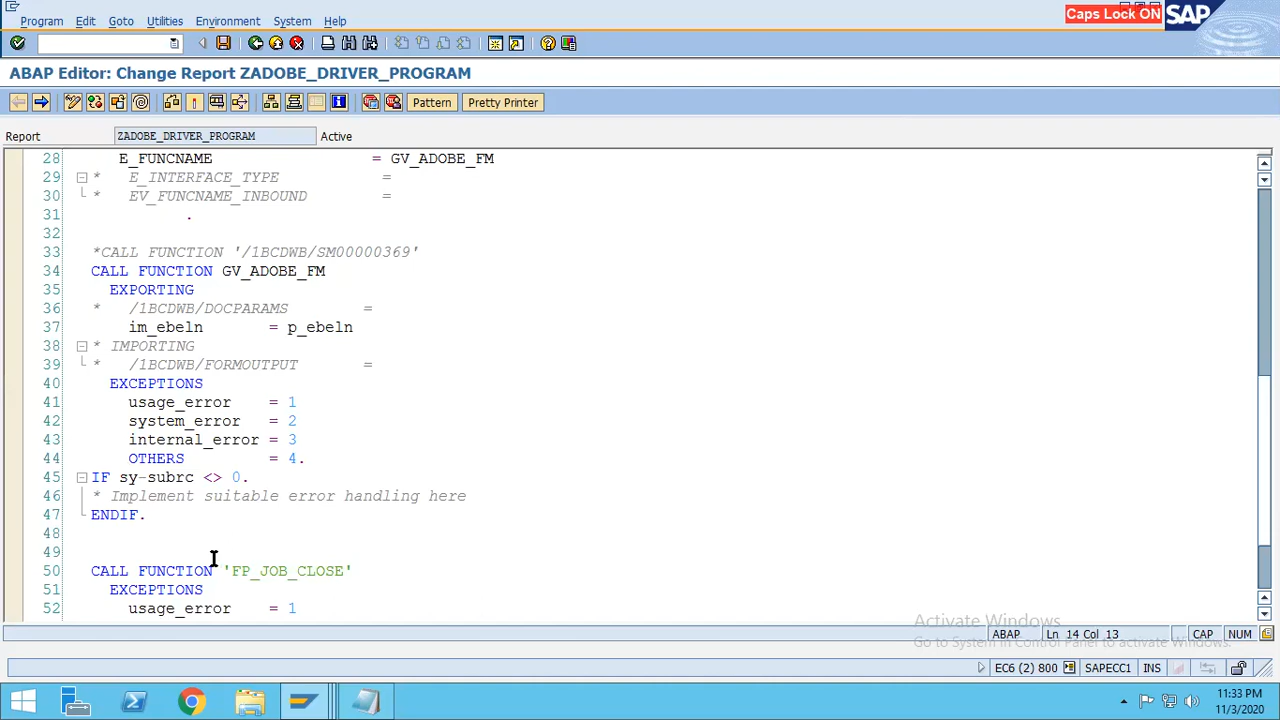 Caps Lock ON
SAP
Program Edit Goto Utilities Environment System Help
ABAP Editor: Change Report ZADOBE_DRIVER_PROGRAM
Pattern Pretty Printer
Report ZADOBE_DRIVER_PROGRAM Active
28 E_FUNCNAME = GV_ADOBE_FM
29 * E_INTERFACE_TYPE =
30 * EV_FUNCNAME_INBOUND =
31 .
32
33 *CALL FUNCTION '/1BCDWB/SM00000369'
34 CALL FUNCTION GV_ADOBE_FM
35 EXPORTING
36 * /1BCDWB/DOCPARAMS =
37 im_ebeln = p_ebeln
38 * IMPORTING
39 * /1BCDWB/FORMOUTPUT =
40 EXCEPTIONS
41 usage_error = 1
42 system_error = 2
43 internal_error = 3
44 OTHERS = 4.
45 IF sy-subrc <> 0.
46 * Implement suitable error handling here
47 ENDIF.
48
49
50 CALL FUNCTION 'FP_JOB_CLOSE'
51 EXCEPTIONS
52 usage_error = 1
Activate Windows
Go to System in Control Panel to activate Windows.
ABAP Ln 14 Col 13 CAP NUM
EC6 (2) 800 SAPECC1 INS
11:33 PM
11/3/2020